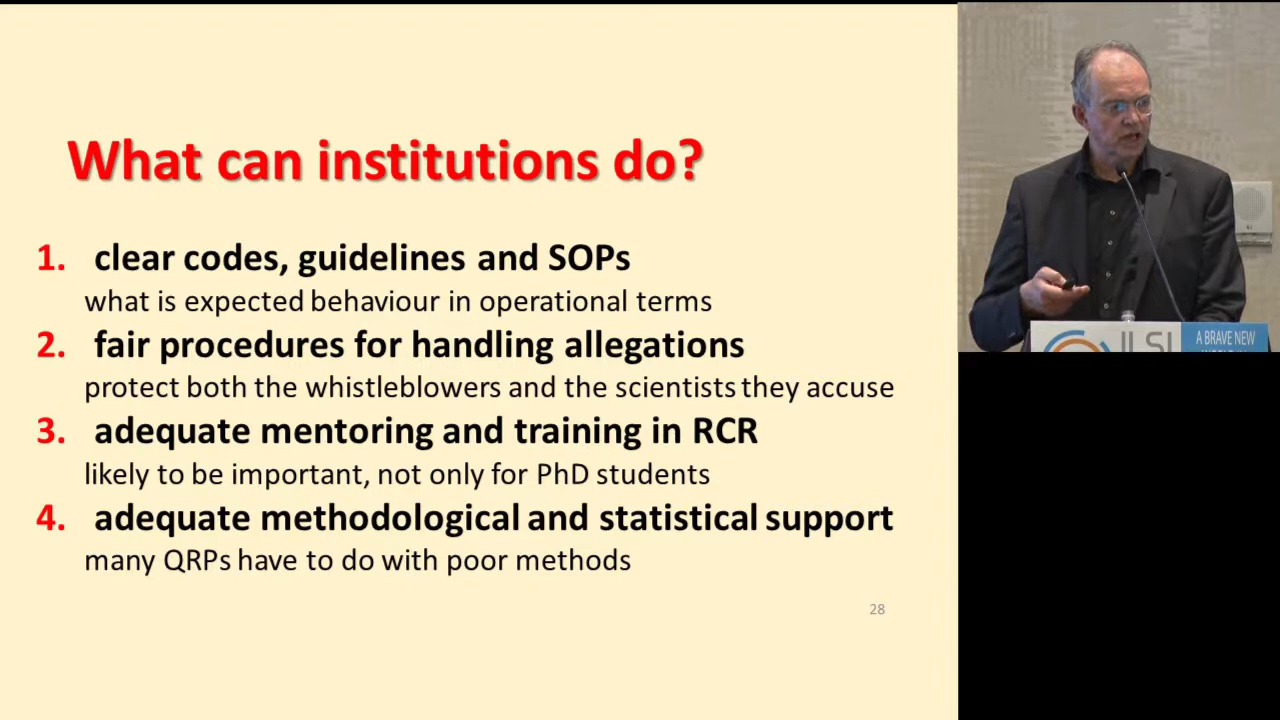 What can institutions do?
1. clear codes, guidelines and SOPs
what is expected behaviour in operational terms
2. fair procedures for handling allegations
protect both the whistleblowers and the scientists they accuse
3. adequate mentoring and training in RCR
likely to be important, not only for PhD students
4. adequate methodological and statistical support
many QRPs have to do with poor methods
28
ILSI
A BRAVE NEW